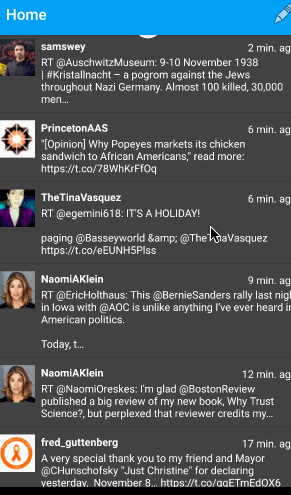 Home
samswey 2 min. ag
RT @AuschwitzMuseum: 9-10 November 1938
| #Kristallnacht – a pogrom against the Jews
throughout Nazi Germany. Almost 100 killed, 30,000
men…
PrincetonAAS 6 min. ag
"[Opinion] Why Popeyes markets its chicken
sandwich to African Americans," read more:
https://t.co/78WhKrFfOq
TheTinaVasquez 6 min. ag
RT @egemini618: IT'S A HOLIDAY!
paging @Basseyworld &amp; @TheTinaVasquez
https://t.co/eEUNH5PIss
NaomiAKlein 9 min. ag
RT @EricHolthaus: This @BernieSanders rally last nigh
in Iowa with @AOC is unlike anything I've ever heard in
American politics.
Today, t…
NaomiAKlein 12 min. ag
RT @NaomiOreskes: I'm glad @BostonReview
published a big review of my new book, Why Trust
Science?, but perplexed that reviewer credits my…
fred_guttenberg 17 min. ag
A very special thank you to my friend and Mayor
@CHunschofsky "Just Christine" for declaring
yesterday, November 8… https://t.co/gqETmEdOX6